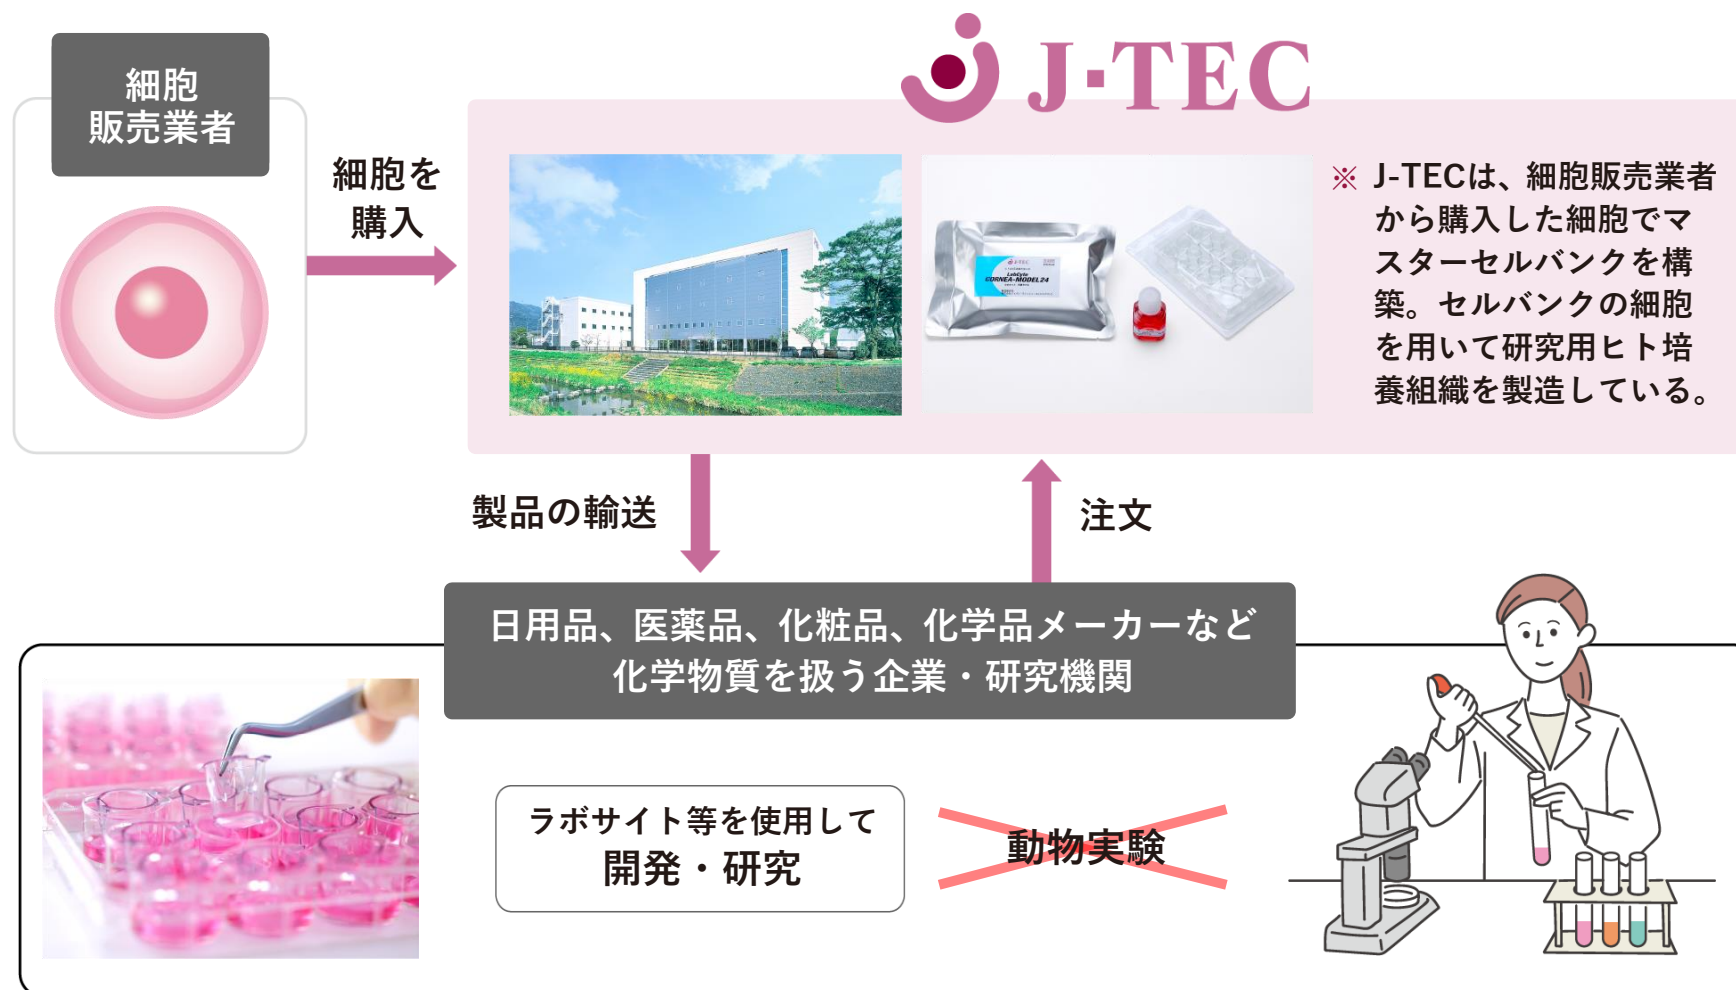 細胞
販売業者
細胞を
購入
J-TEC
J-TEC
LabCyte
CORNEA-MODEL24
※ J-TECは、細胞販売業者
から購入した細胞でマ
スターセルバンクを構
築。セルバンクの細胞
を用いて研究用ヒト培
養組織を製造している。
製品の輸送
注文
日用品、医薬品、化粧品、化学品メーカーなど
化学物質を扱う企業・研究機関
ラボサイト等を使用して
開発・研究
動物実験